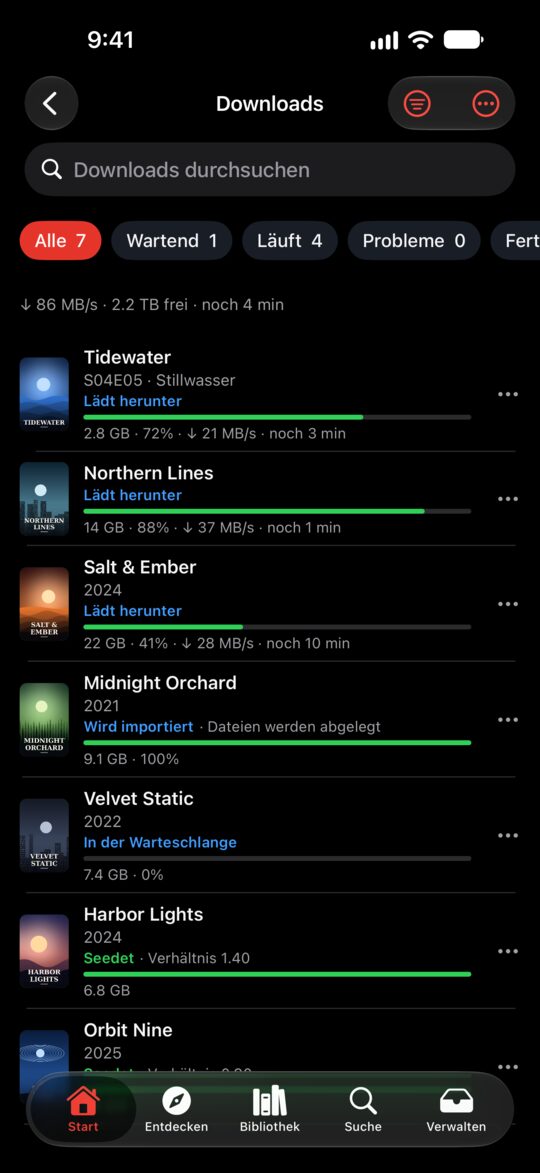 9:41
Downloads
Downloads durchsuchen
Alle 7
Wartend 1
Läuft 4
Probleme 0
Fert
↓ 86 MB/s · 2.2 TB frei · noch 4 min
Tidewater
S04E05 · Stillwasser
Lädt herunter
2.8 GB · 72% · ↓ 21 MB/s · noch 3 min
TIDEWATER
Northern Lines
Lädt herunter
14 GB · 88% · ↓ 37 MB/s · noch 1 min
NORTHERN
LINES
Salt & Ember
2024
Lädt herunter
22 GB · 41% · ↓ 28 MB/s · noch 10 min
SALT &
EMBER
Midnight Orchard
2021
Wird importiert · Dateien werden abgelegt
9.1 GB · 100%
MIDNIGHT
ORCHARD
Velvet Static
2022
In der Warteschlange
7.4 GB · 0%
VELVET
STATIC
Harbor Lights
2024
Seedet · Verhältnis 1.40
6.8 GB
HARBOR
LIGHTS
Orbit Nine
2025
Start
Entdecken
Bibliothek
Suche
Verwalten